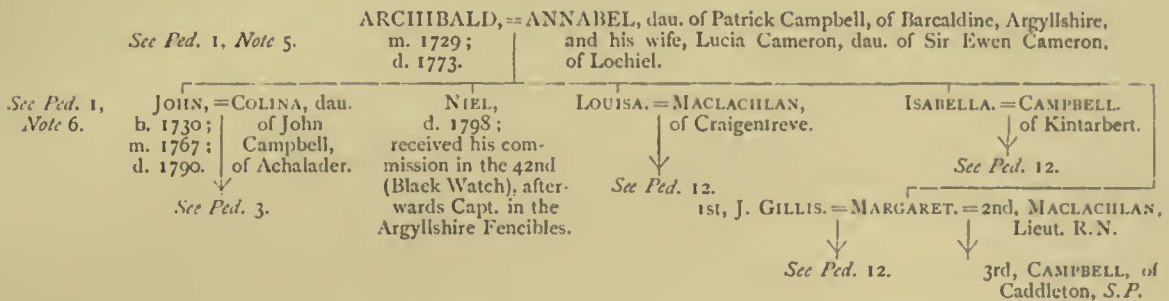 ARCHIBALD, = ANNABEL, dau. of Patrick Campbell, of Barcaldine, Argyllshire,
See Ped. 1, Note 5. m. 1729; and his wife, Lucia Cameron, dau. of Sir Ewen Cameron,
d. 1773. of Lochiel.
See Ped. 1, Note 6.
JOHN, = COLINA, dau.
b. 1730; of John
m. 1767; Campbell,
d. 1790. of Achalader.
See Ped. 3.
NIEL,
d. 1798;
received his com-
mission in the 42nd
(Black Watch), after-
wards Capt. in the
Argyllshire Fencibles.
LOUISA. = MACLACHLAN,
of Craigentreve.
See Ped. 12.
ISABELLA. = CAMPBELL.
of Kintarbert.
See Ped. 12.
1st, J. GILLIS. = MARGARET. = 2nd, MACLACHLAN,
Lieut. R.N.
See Ped. 12.
3rd, CAMPBELL, of
Caddleton, S.P.